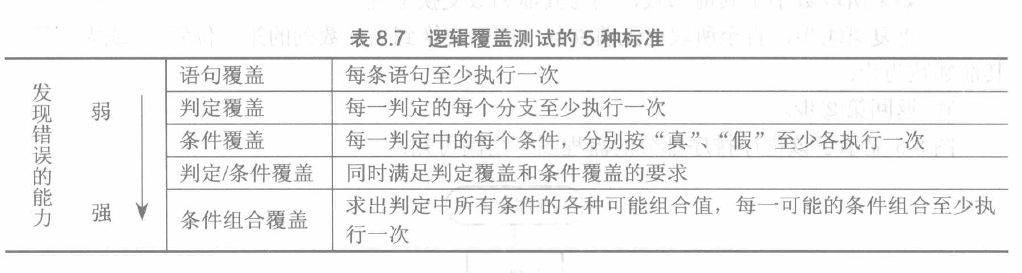 表 8.7 逻辑覆盖测试的 5 种标准
发现错误的能力
弱
强
语句覆盖 每条语句至少执行一次
判定覆盖 每一判定的每个分支至少执行一次
条件覆盖 每一判定中的每个条件，分别按“真”、“假”至少各执行一次
判定/条件覆盖 同时满足判定覆盖和条件覆盖的要求
条件组合覆盖 求出判定中所有条件的各种可能组合值，每一可能的条件组合至少执
行一次